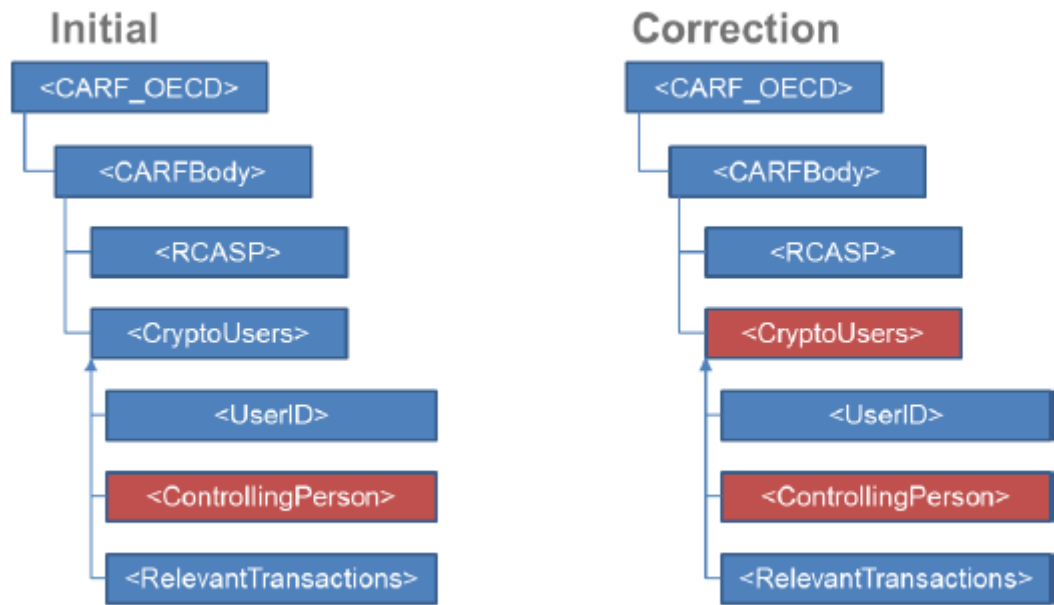 Initial
<CARF_OECD>
<CARFBody>
<RCASP>
<CryptoUsers>
<UserID>
<ControllingPerson>
<RelevantTransactions>
Correction
<CARF_OECD>
<CARFBody>
<RCASP>
<CryptoUsers>
<UserID>
<ControllingPerson>
<RelevantTransactions>